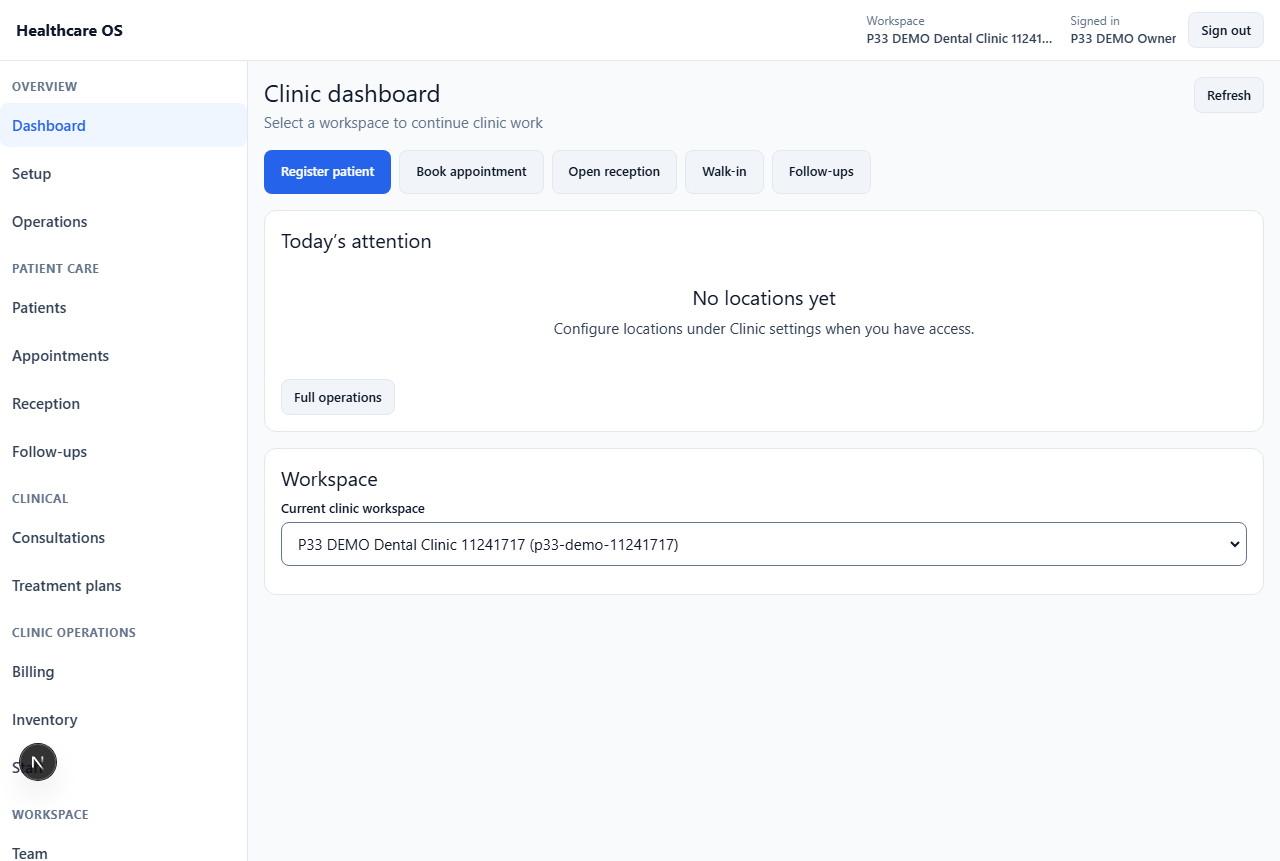 Healthcare OS
Workspace
P33 DEMO Dental Clinic 11241...
Signed in
P33 DEMO Owner
Sign out
OVERVIEW
Dashboard
Setup
Operations
PATIENT CARE
Patients
Appointments
Reception
Follow-ups
CLINICAL
Consultations
Treatment plans
CLINIC OPERATIONS
Billing
Inventory
Staff
N
WORKSPACE
Team
Clinic dashboard
Select a workspace to continue clinic work
Refresh
Register patient
Book appointment
Open reception
Walk-in
Follow-ups
Today’s attention
No locations yet
Configure locations under Clinic settings when you have access.
Full operations
Workspace
Current clinic workspace
P33 DEMO Dental Clinic 11241717 (p33-demo-11241717)